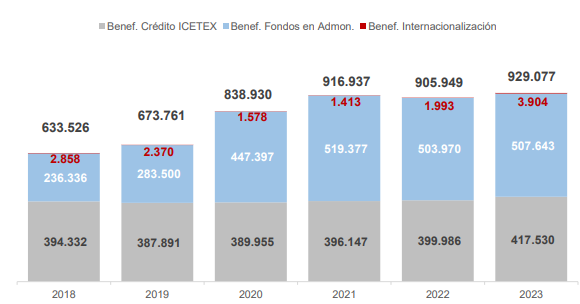 Benef. Crédito ICETEX Benef. Fondos en Admon. Benef. Internacionalización
633.526 673.761 838.930 916.937 905.949 929.077
2.858 2.370 1.578 1.413 1.993 3.904
236.336 283.500 447.397 519.377 503.970 507.643
394.332 387.891 389.955 396.147 399.986 417.530
2018 2019 2020 2021 2022 2023